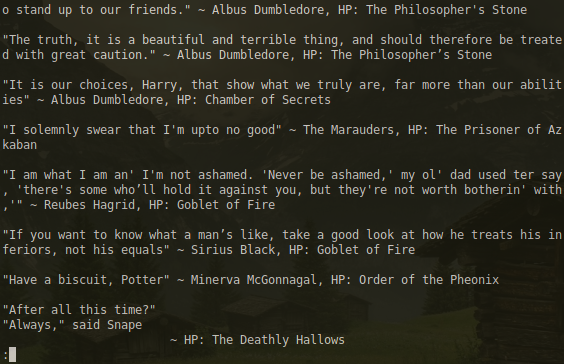 o stand up to our friends." ~ Albus Dumbledore, HP: The Philosopher's Stone
"The truth, it is a beautiful and terrible thing, and should therefore be treate
d with great caution." ~ Albus Dumbledore, HP: The Philosopher’s Stone
"It is our choices, Harry, that show what we truly are, far more than our abilit
ies" ~ Albus Dumbledore, HP: Chamber of Secrets
"I solemnly swear that I'm upto no good" ~ The Marauders, HP: The Prisoner of Az
kaban
"I am what I am an' I'm not ashamed. 'Never be ashamed,' my ol' dad used ter say
, 'there's some who’ll hold it against you, but they're not worth botherin' with
,'" ~ Reubes Hagrid, HP: Goblet of Fire
"If you want to know what a man’s like, take a good look at how he treats his in
feriors, not his equals" ~ Sirius Black, HP: Goblet of Fire
"Have a biscuit, Potter" ~ Minerva McGonnagal, HP: Order of the Pheonix
"After all this time?"
"Always," said Snape
~ HP: The Deathly Hallows
: